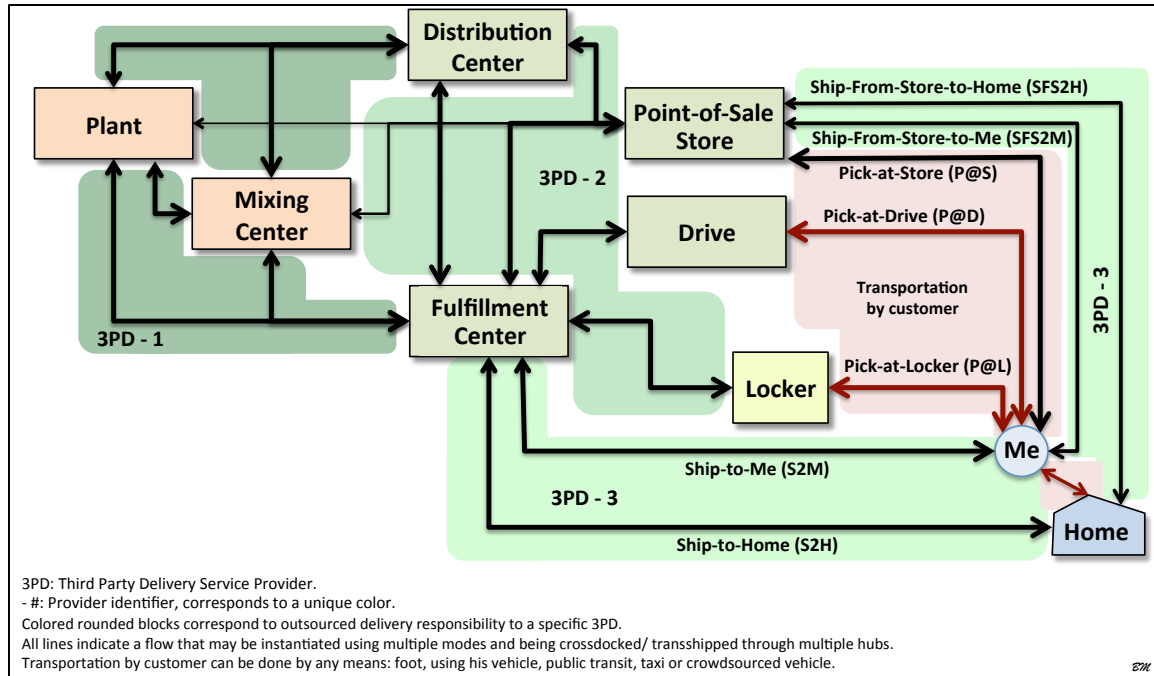 Distribution
Center
Ship-From-Store-to-Home (SFS2H)
Plant
Point-of-Sale
Store
Ship-From-Store-to-Me (SFS2M)
3PD - 2
Pick-at-Store (P@S)
Mixing
Center
Drive
Pick-at-Drive (P@D)
3PD - 3
Transportation
by customer
Fulfillment
Center
3PD - 1
Pick-at-Locker (P@L)
Locker
Me
Ship-to-Me (S2M)
3PD - 3
Home
Ship-to-Home (S2H)
3PD: Third Party Delivery Service Provider.
- #: Provider identifier, corresponds to a unique color.
Colored rounded blocks correspond to outsourced delivery responsibility to a specific 3PD.
All lines indicate a flow that may be instantiated using multiple modes and being crossdocked/ transshipped through multiple hubs.
Transportation by customer can be done by any means: foot, using his vehicle, public transit, taxi or crowdsourced vehicle.
BM